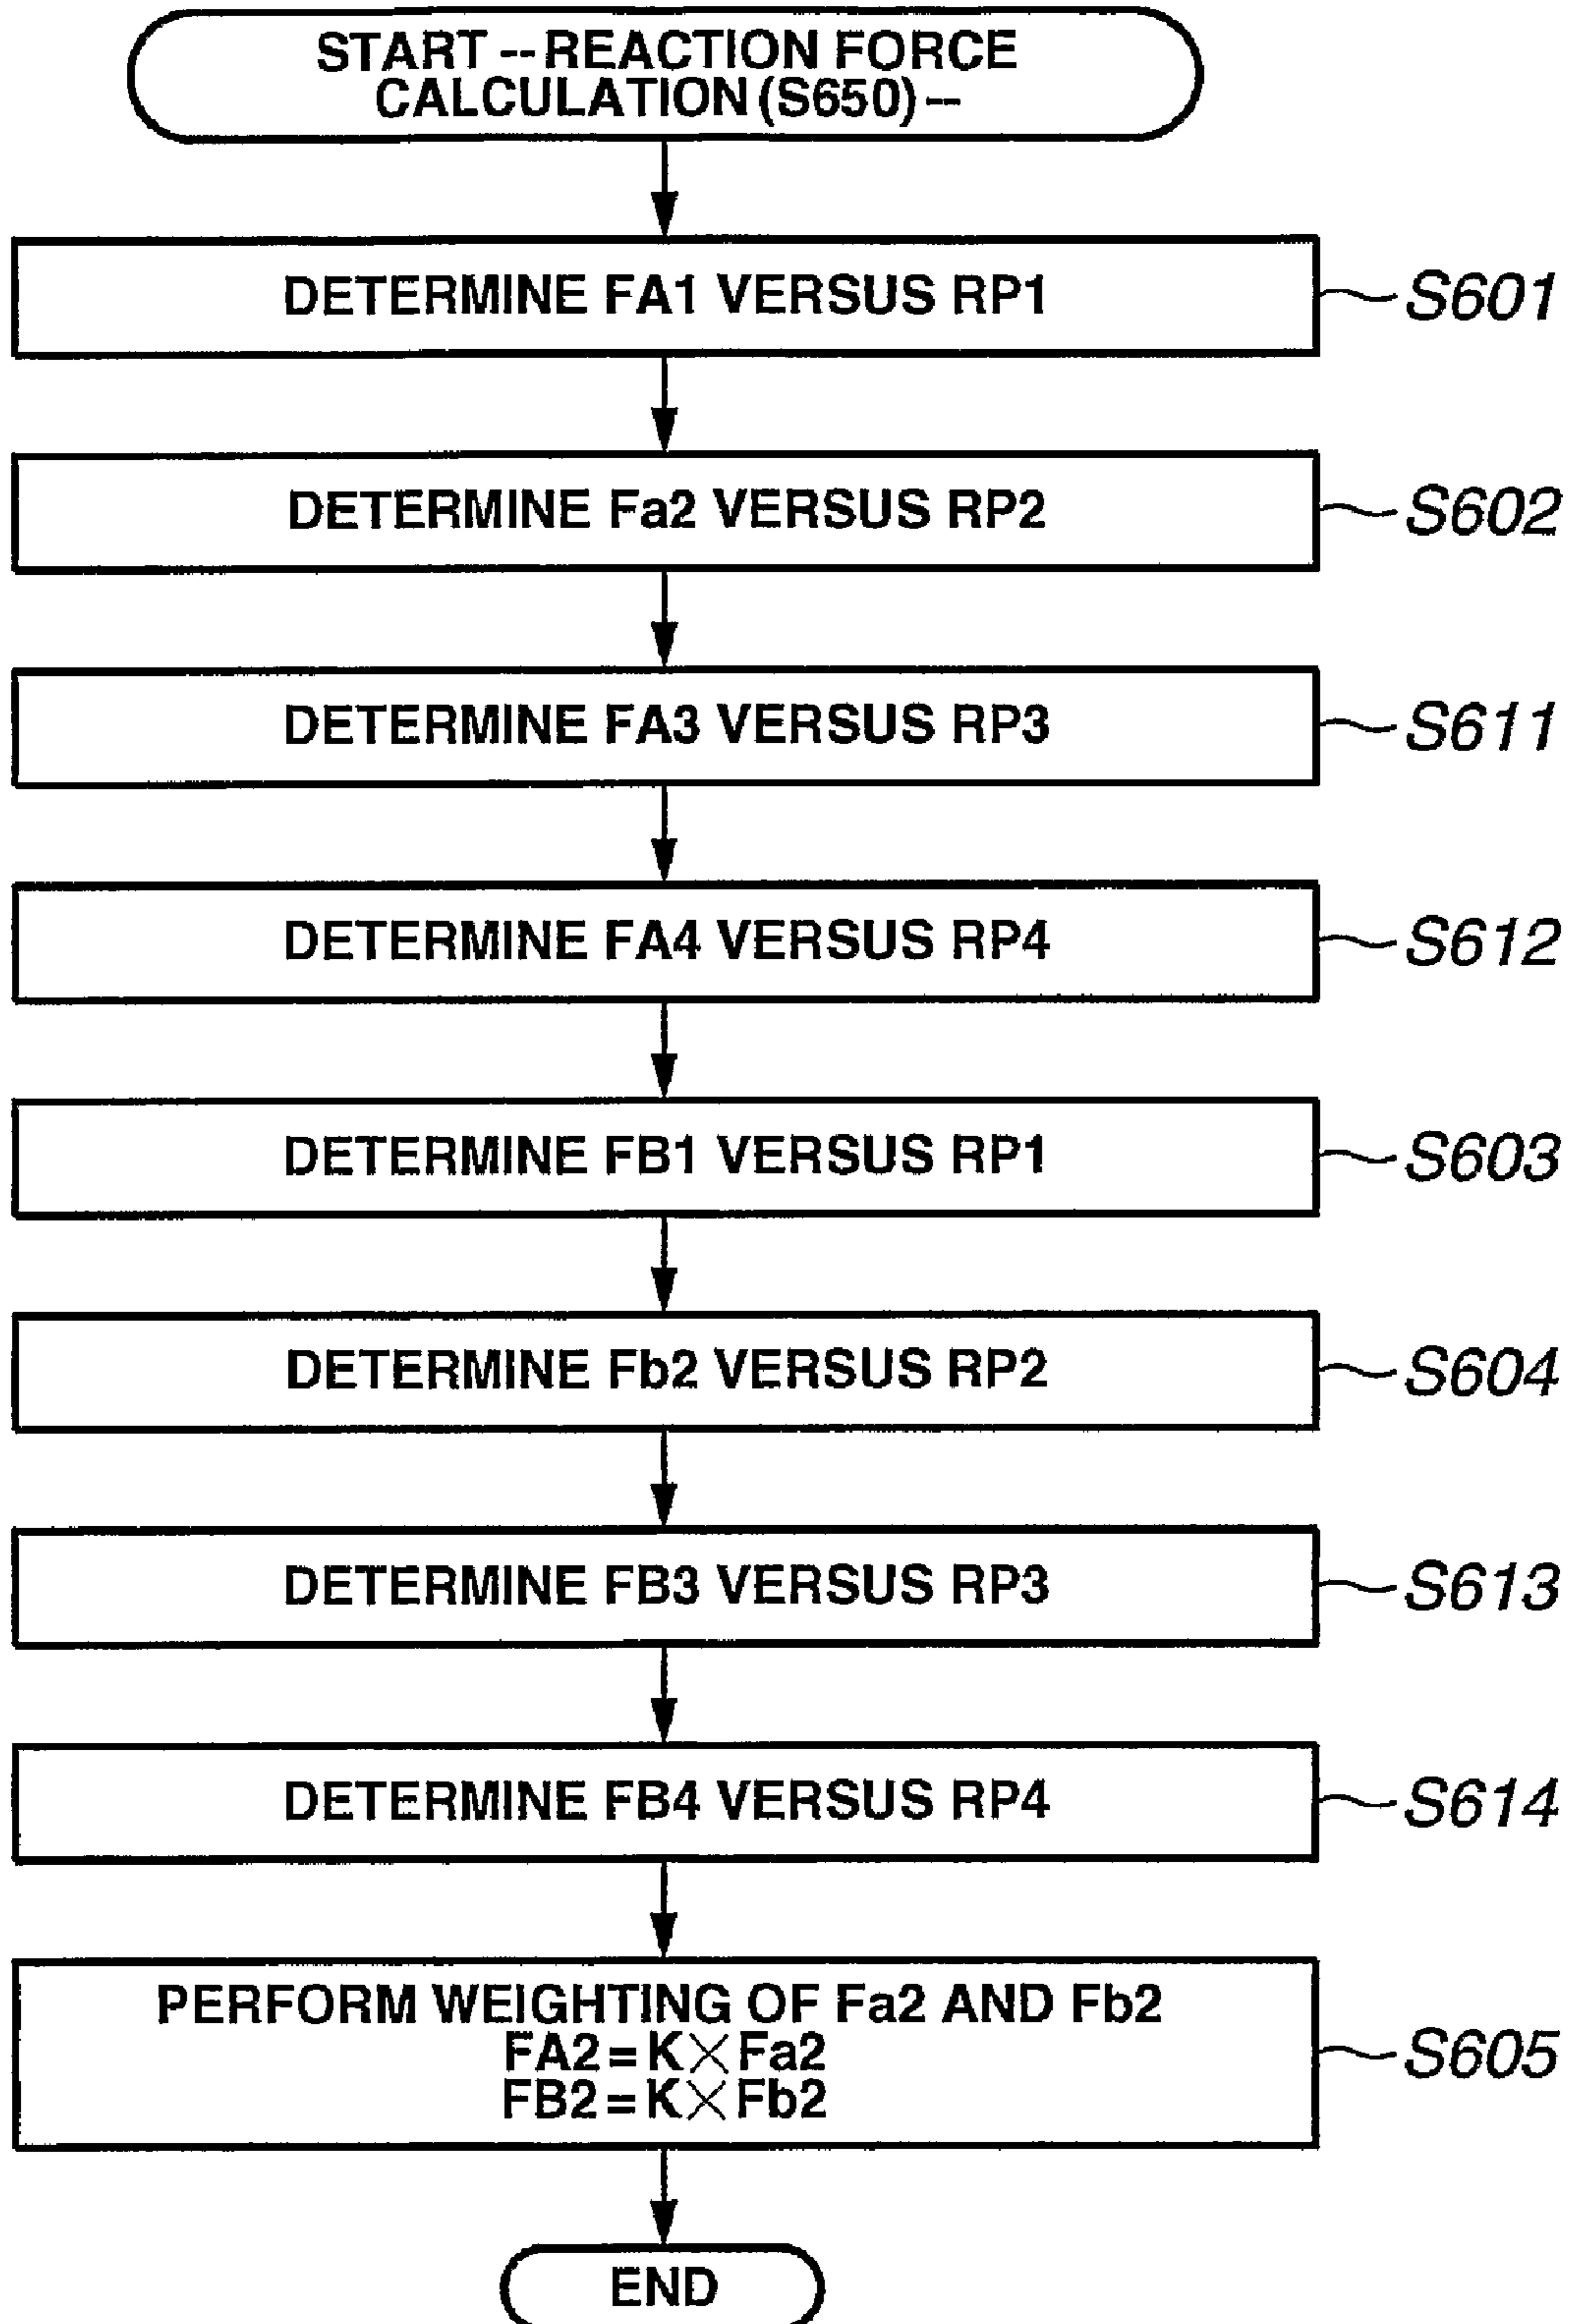 START -- REACTION FORCE
CALCULATION (S650) --
DETERMINE FA1 VERSUS RP1
S601
DETERMINE Fa2 VERSUS RP2
S602
DETERMINE FA3 VERSUS RP3
S611
DETERMINE FA4 VERSUS RP4
S612
DETERMINE FB1 VERSUS RP1
S603
DETERMINE Fb2 VERSUS RP2
S604
DETERMINE FB3 VERSUS RP3
S613
DETERMINE FB4 VERSUS RP4
S614
PERFORM WEIGHTING OF Fa2 AND Fb2
FA2 = K × Fa2
FB2 = K × Fb2
S605
END